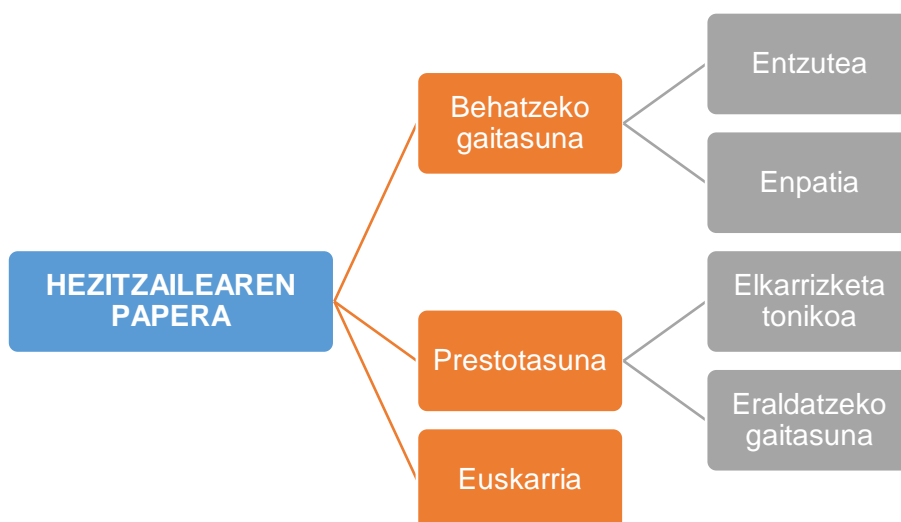 HEZITZAILEAREN
PAPERA
Behatzeko
gaitasuna
Entzutea
Enpatia
Prestotasuna
Elkarrizketa
tonikoa
Eraldatzeko
gaitasuna
Euskarria